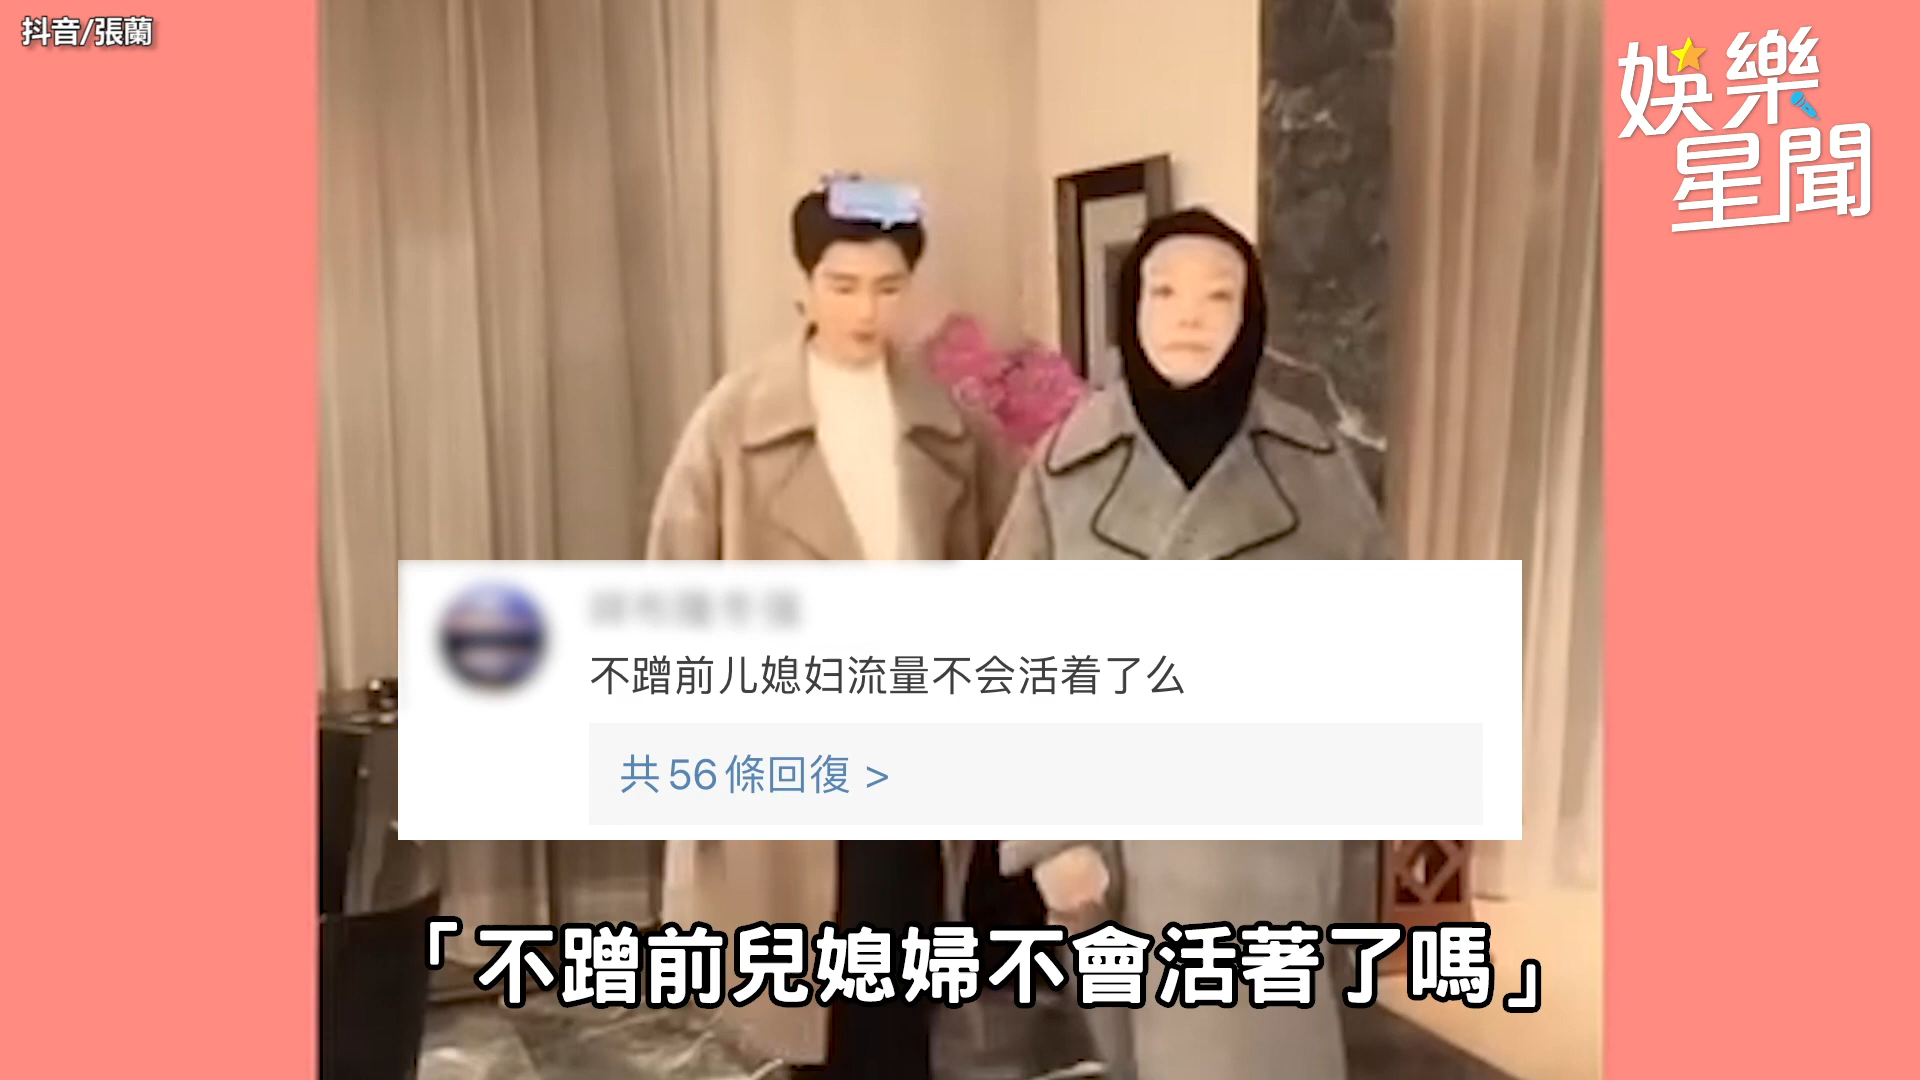 抖音/張蘭
娛樂
星聞
不蹭前儿媳妇流量不会活着了么
共56條回復 >
「不蹭前兒媳婦不會活著了嗎」